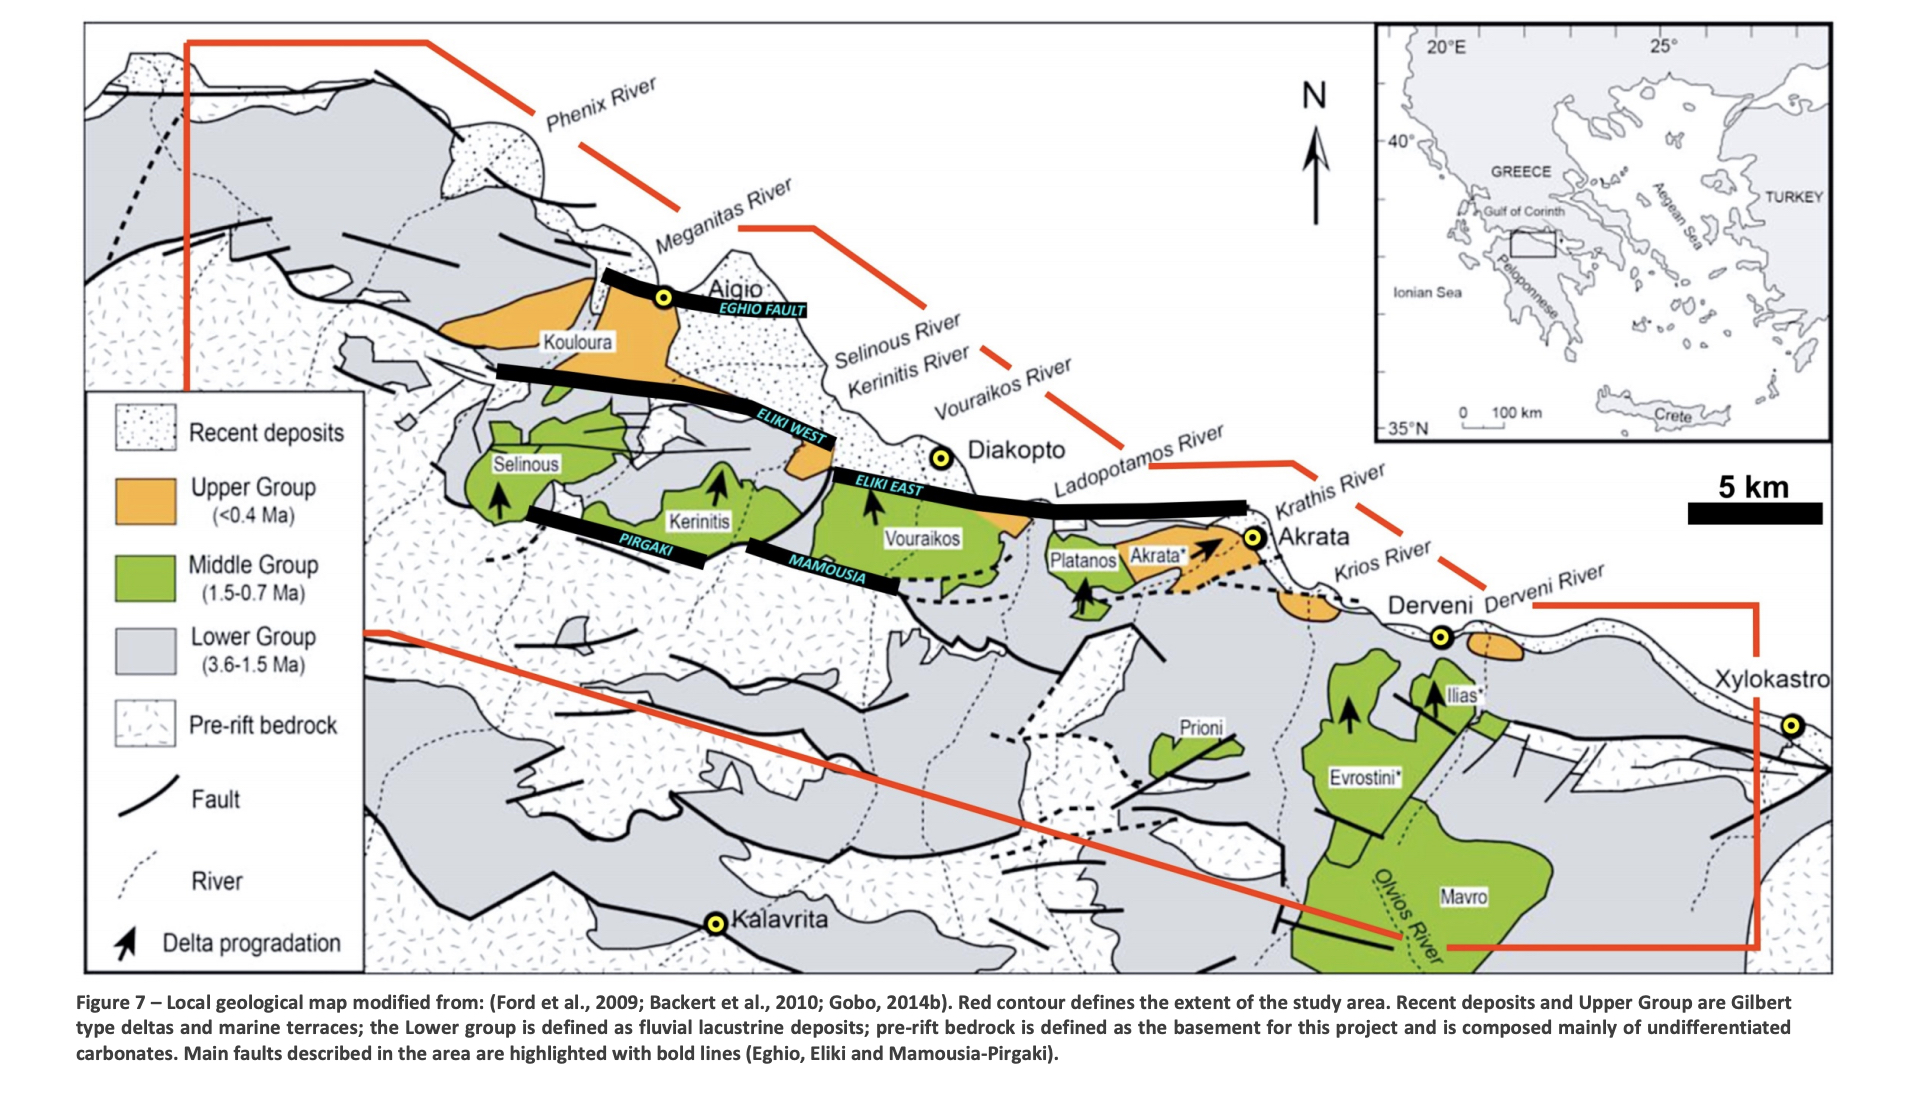 20°E
25°
40°
GREECE
TURKEY
Gulf of Corinth
Aegean Sea
Peloponnese
Ionian Sea
0 100 km
Crete
35°N
N
5 km
Phenix River
Meganitas River
Aigio
EGHIO FAULT
Kouloura
Selinous River
Kerinitis River
Vouraikos River
ELIKI WEST
Diakopto
Ladopotamos River
Selinous
ELIKI EAST
Krathis River
Kerinitis
Vouraikos
Akrata
PIRGAKI
MAMOUSIA
Platanos
Akrata*
Krios River
Derveni
Derveni River
Xylokastro
Ilias*
Prioni
Evrostini*
Mavro
Olvios River
Kalavrita
Recent deposits
Upper Group
(<0.4 Ma)
Middle Group
(1.5-0.7 Ma)
Lower Group
(3.6-1.5 Ma)
Pre-rift bedrock
Fault
River
Delta progradation
Figure 7 – Local geological map modified from: (Ford et al., 2009; Backert et al., 2010; Gobo, 2014b). Red contour defines the extent of the study area. Recent deposits and Upper Group are Gilbert
type deltas and marine terraces; the Lower group is defined as fluvial lacustrine deposits; pre-rift bedrock is defined as the basement for this project and is composed mainly of undifferentiated
carbonates. Main faults described in the area are highlighted with bold lines (Eghio, Eliki and Mamousia-Pirgaki).